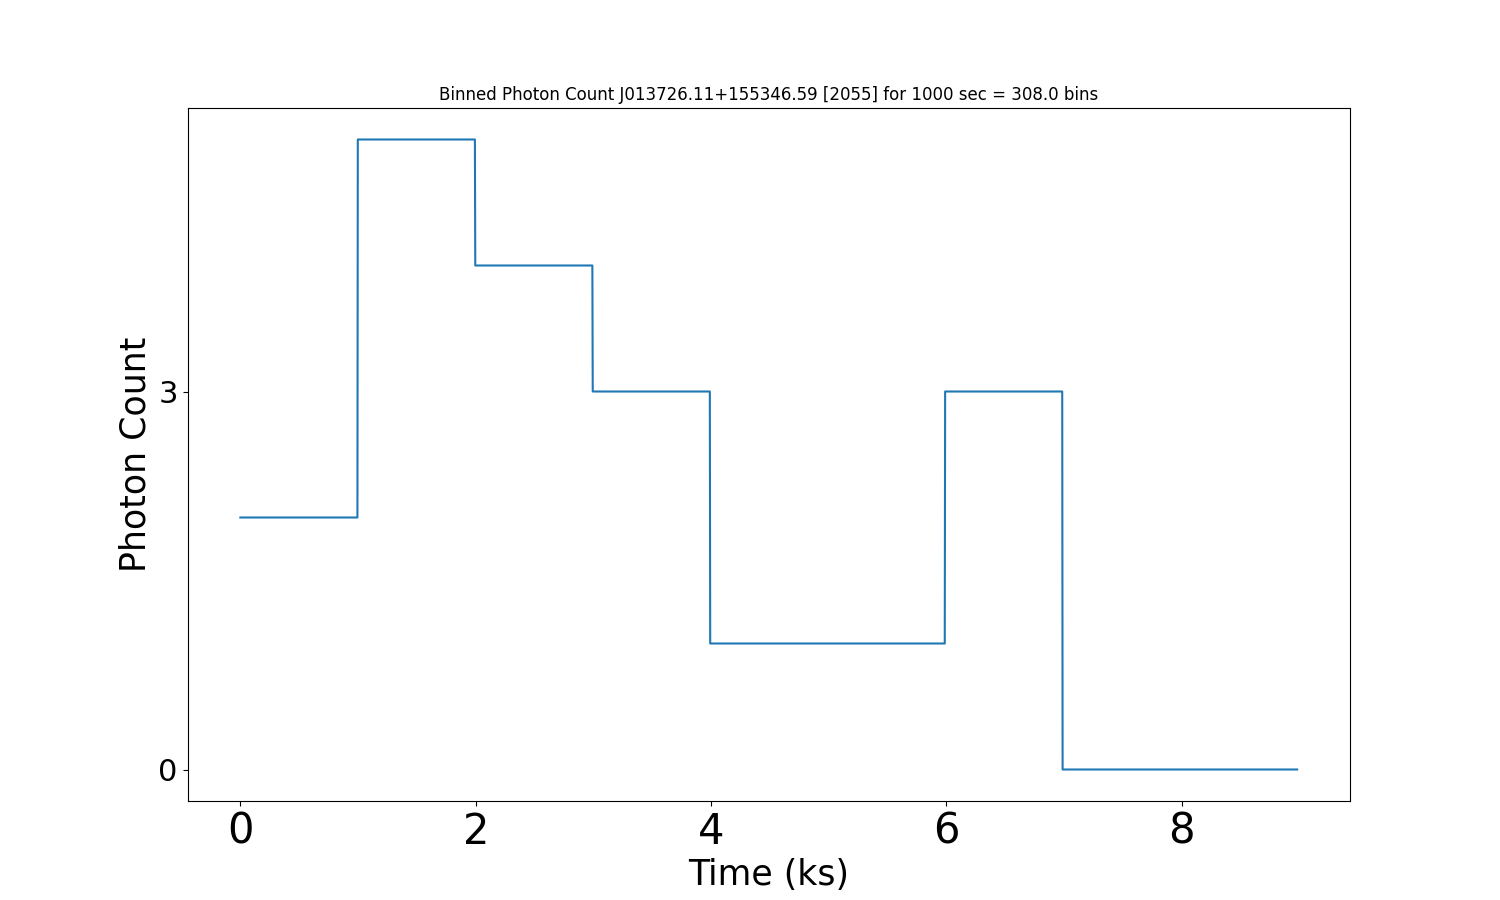 Binned Photon Count J013726.11+155346.59 [2055] for 1000 sec = 308.0 bins
Photon Count
3
0
0 2 4 6 8
Time (ks)